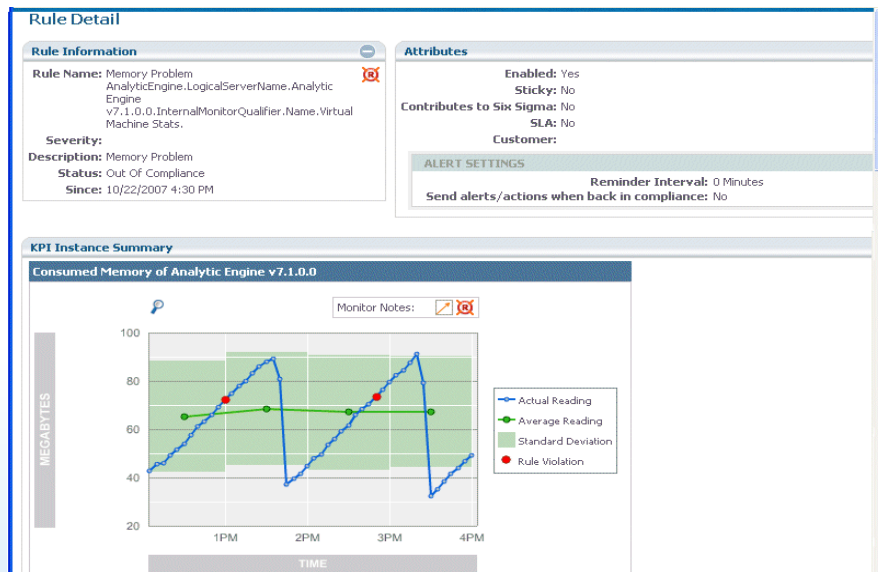 Rule Detail
Rule Information
Rule Name: Memory Problem
AnalyticEngine.LogicalServerName.Analytic
Engine
v7.1.0.0.InternalMonitorQualifier.Name.Virtual
Machine Stats.
Severity:
Description: Memory Problem
Status: Out Of Compliance
Since: 10/22/2007 4:30 PM
Attributes
Enabled: Yes
Sticky: No
Contributes to Six Sigma: No
SLA: No
Customer:
ALERT SETTINGS
Reminder Interval: 0 Minutes
Send alerts/actions when back in compliance: No
KPI Instance Summary
Consumed Memory of Analytic Engine v7.1.0.0
Monitor Notes: R
MEGABYTES
100
80
60
40
20
1PM 2PM 3PM 4PM
TIME
Actual Reading
Average Reading
Standard Deviation
Rule Violation